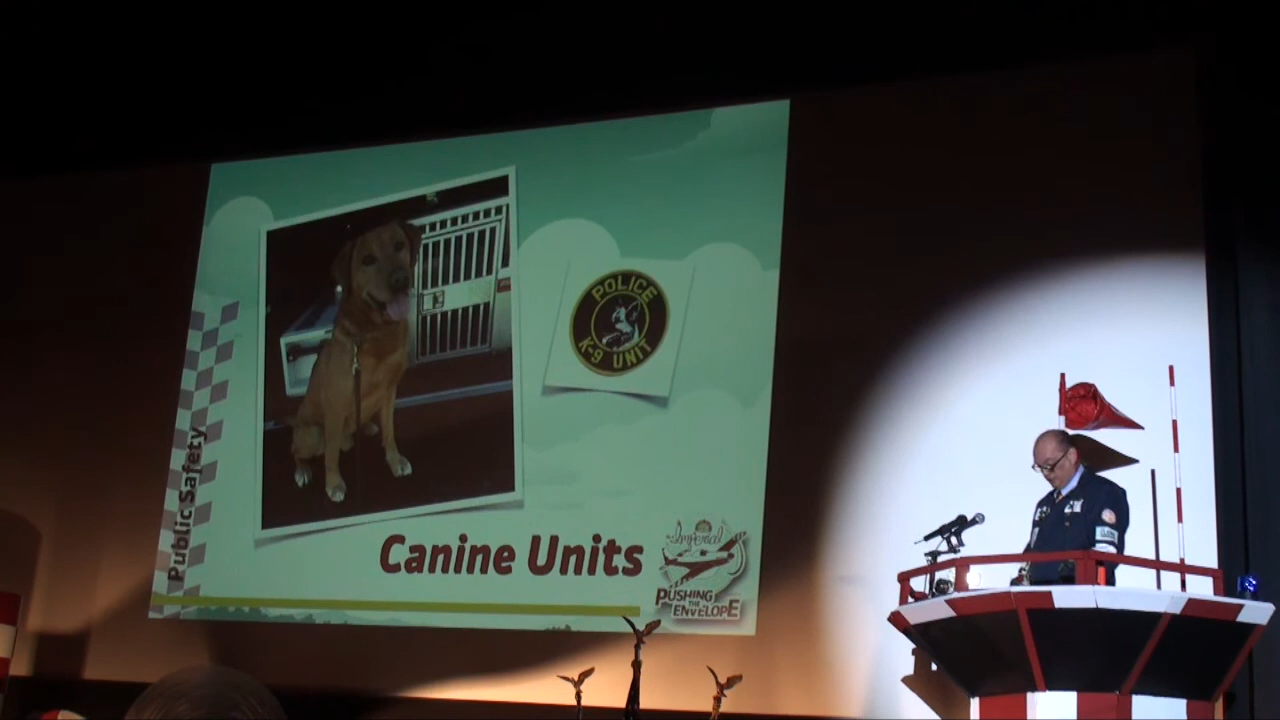 POLICE
K-9 UNIT
Public Safety
Canine Units
Imperial
PUSHING
THE
ENVELOPE